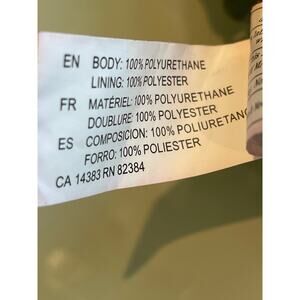 EN BODY: 100% POLYURETHANE
LINING: 100% POLYESTER
FR MATÉRIEL: 100% POLYURETHANE
DOUBLURE: 100% POLYESTER
ES COMPOSICION: 100% POLIURETANO
FORRO: 100% POLIESTER
CA 14383 RN 82384